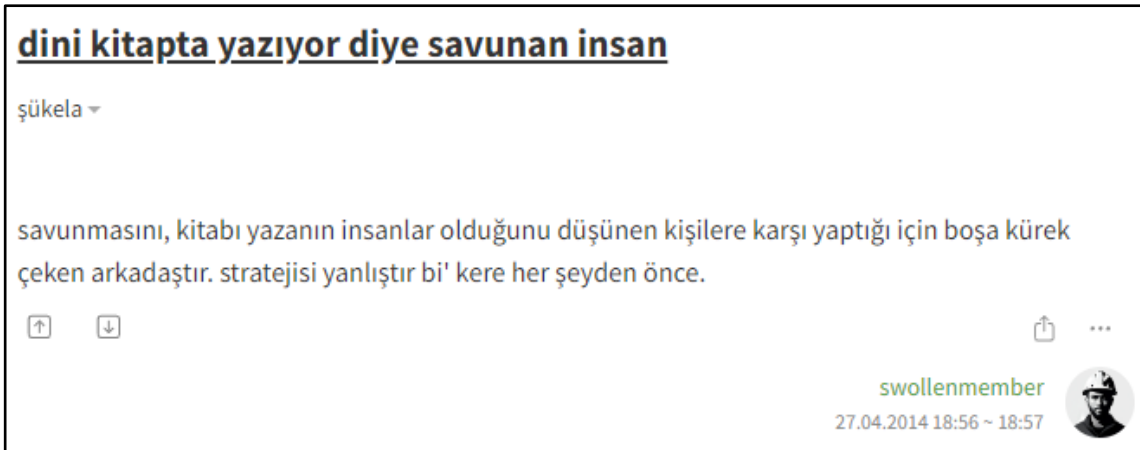 dini kitapta yazıyor diye savunan insan
şükela
savunmasını, kitabı yazanın insanlar olduğunu düşünen kişilere karşı yaptığı için boşa kürek
çeken arkadaştır. stratejisi yanlıştır bi' kere her şeyden önce.
swollenmember
27.04.2014 18:56 ~ 18:57